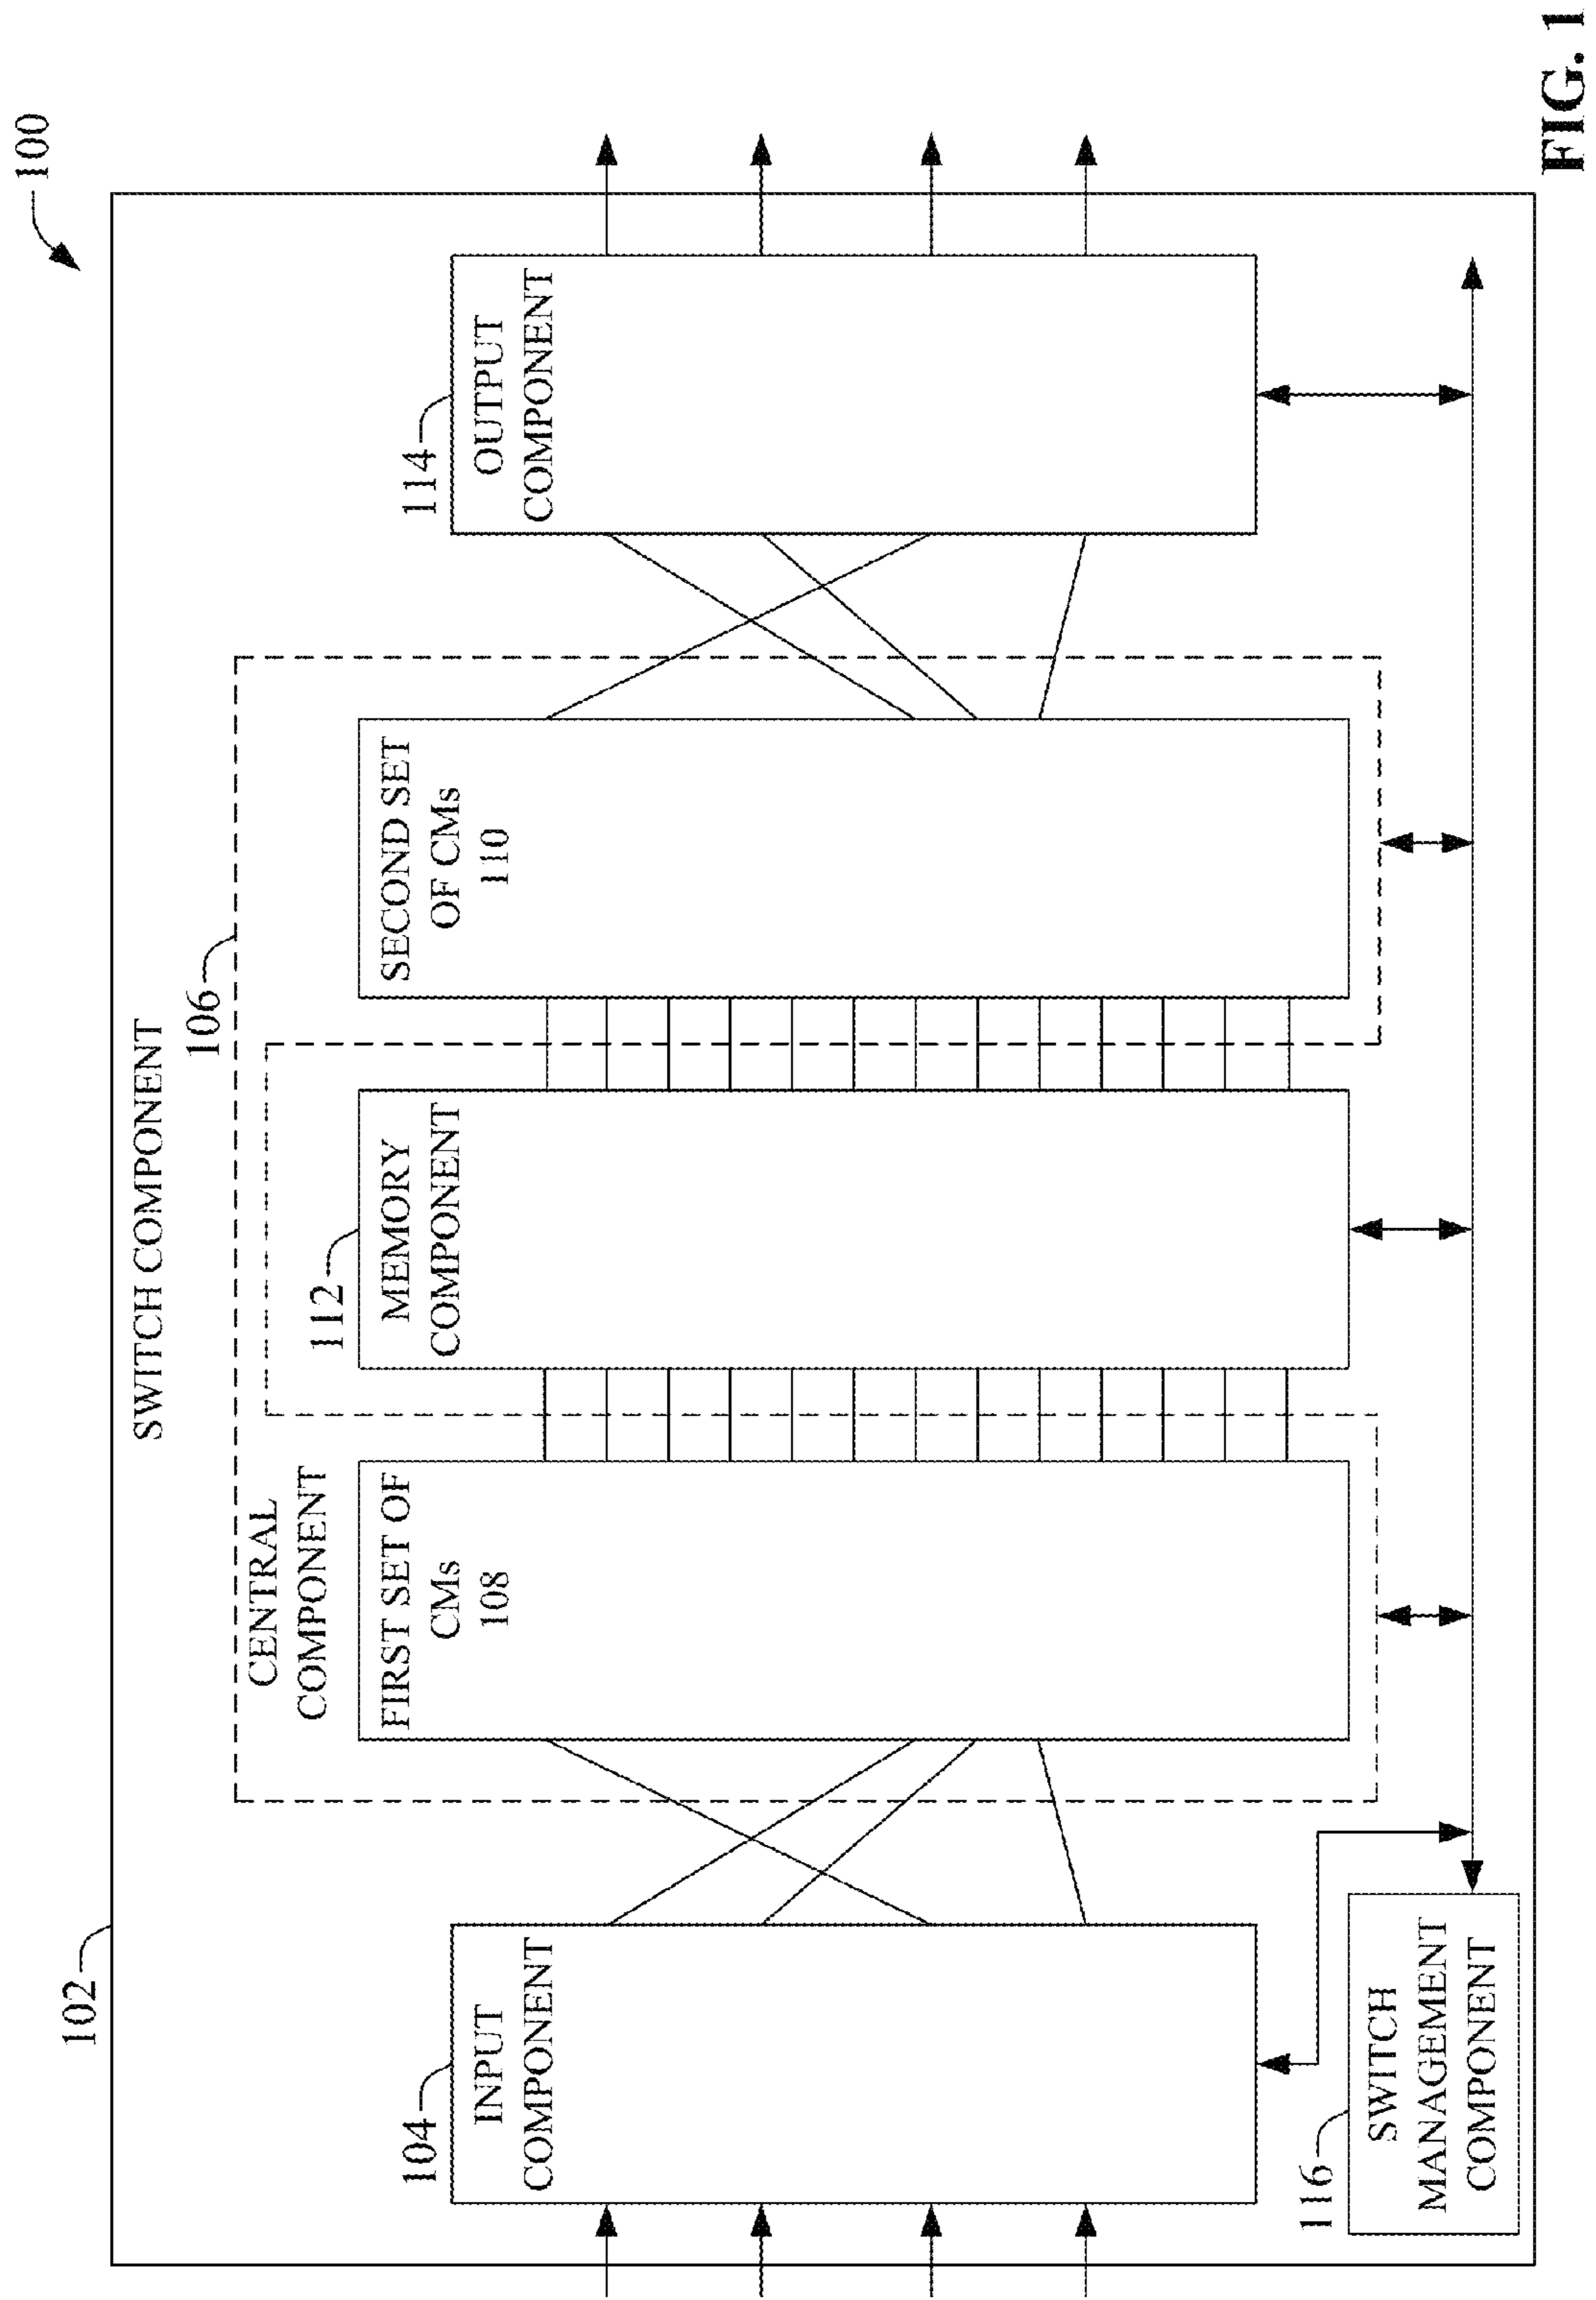 100
102
SWITCH COMPONENT
106
CENTRAL
COMPONENT
104
INPUT
COMPONENT
FIRST SET OF
CMs
108
112
MEMORY
COMPONENT
SECOND SET
OF CMs
110
114
OUTPUT
COMPONENT
116
SWITCH
MANAGEMENT
COMPONENT
FIG. 1